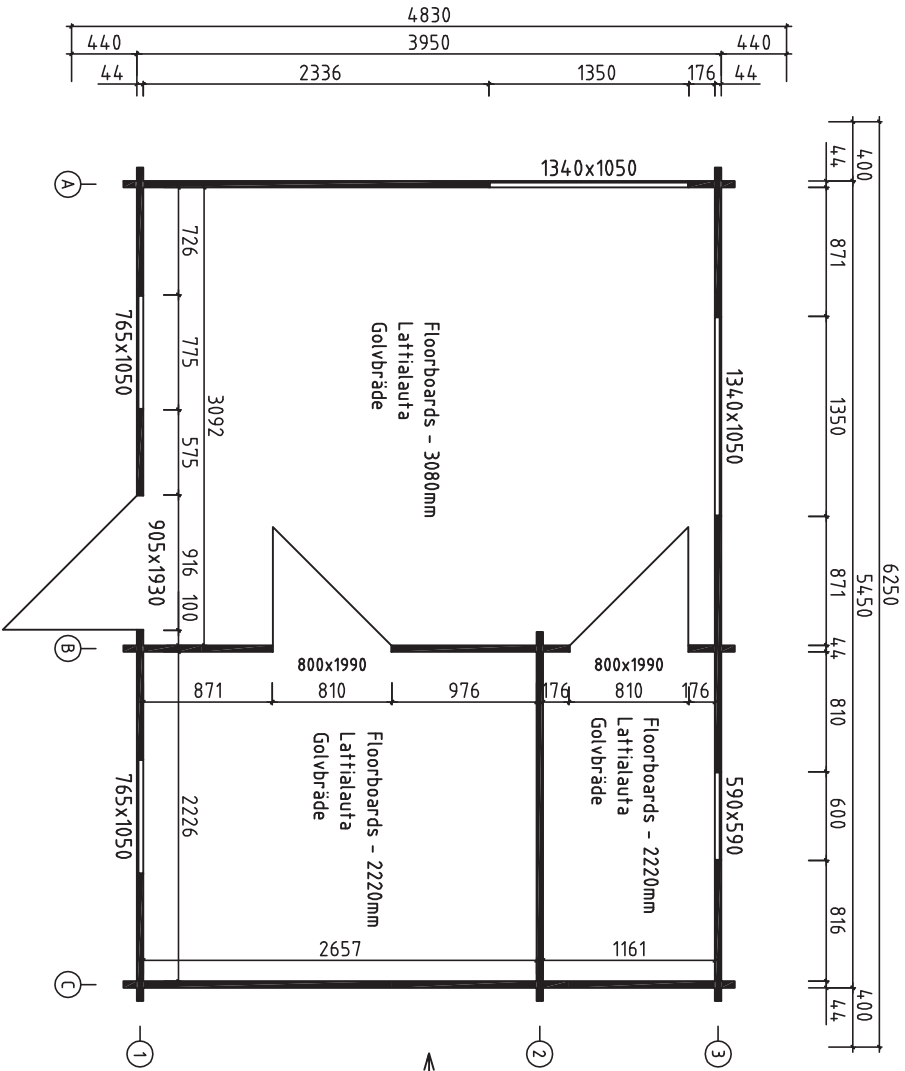 4830
440
3950
440
44
2336
1350
176
44
6250
5450
400
400
44
871
1350
871
44
810
600
816
44
A
B
C
1
2
3
1340x1050
1340x1050
590x590
765x1050
765x1050
905x1930
726
775
575
916
100
3092
2226
Floorboards - 3080mm
Lattialauta
Golvbräde
800x1990
800x1990
871
810
976
176
810
176
Floorboards - 2220mm
Lattialauta
Golvbräde
Floorboards - 2220mm
Lattialauta
Golvbräde
2657
1161